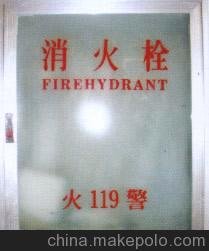 消火栓
FIREHYDRANT
火 119 警
china.makepolo.com